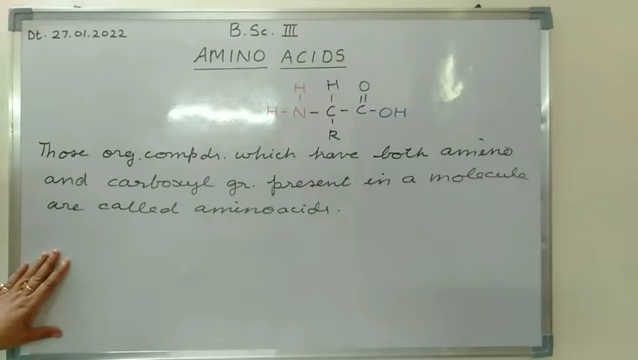 Dt. 27.01.2022
B.Sc. III
AMINO ACIDS
H H O
H-N-C-C-OH
R
Those org. compds. which have both amino
and carboxyl gr. present in a molecule
are called aminoacids.